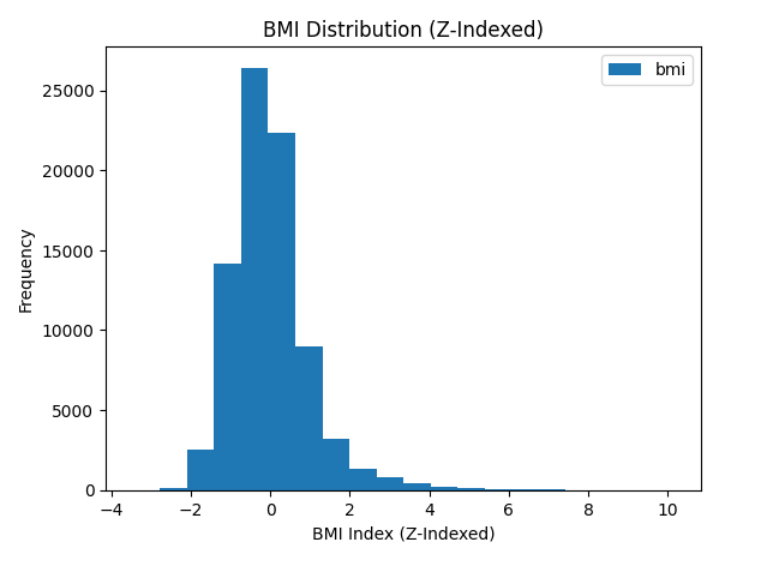 BMI Distribution (Z-Indexed)
bmi
25000
20000
15000
10000
5000
0
Frequency
−4 −2 0 2 4 6 8 10
BMI Index (Z-Indexed)